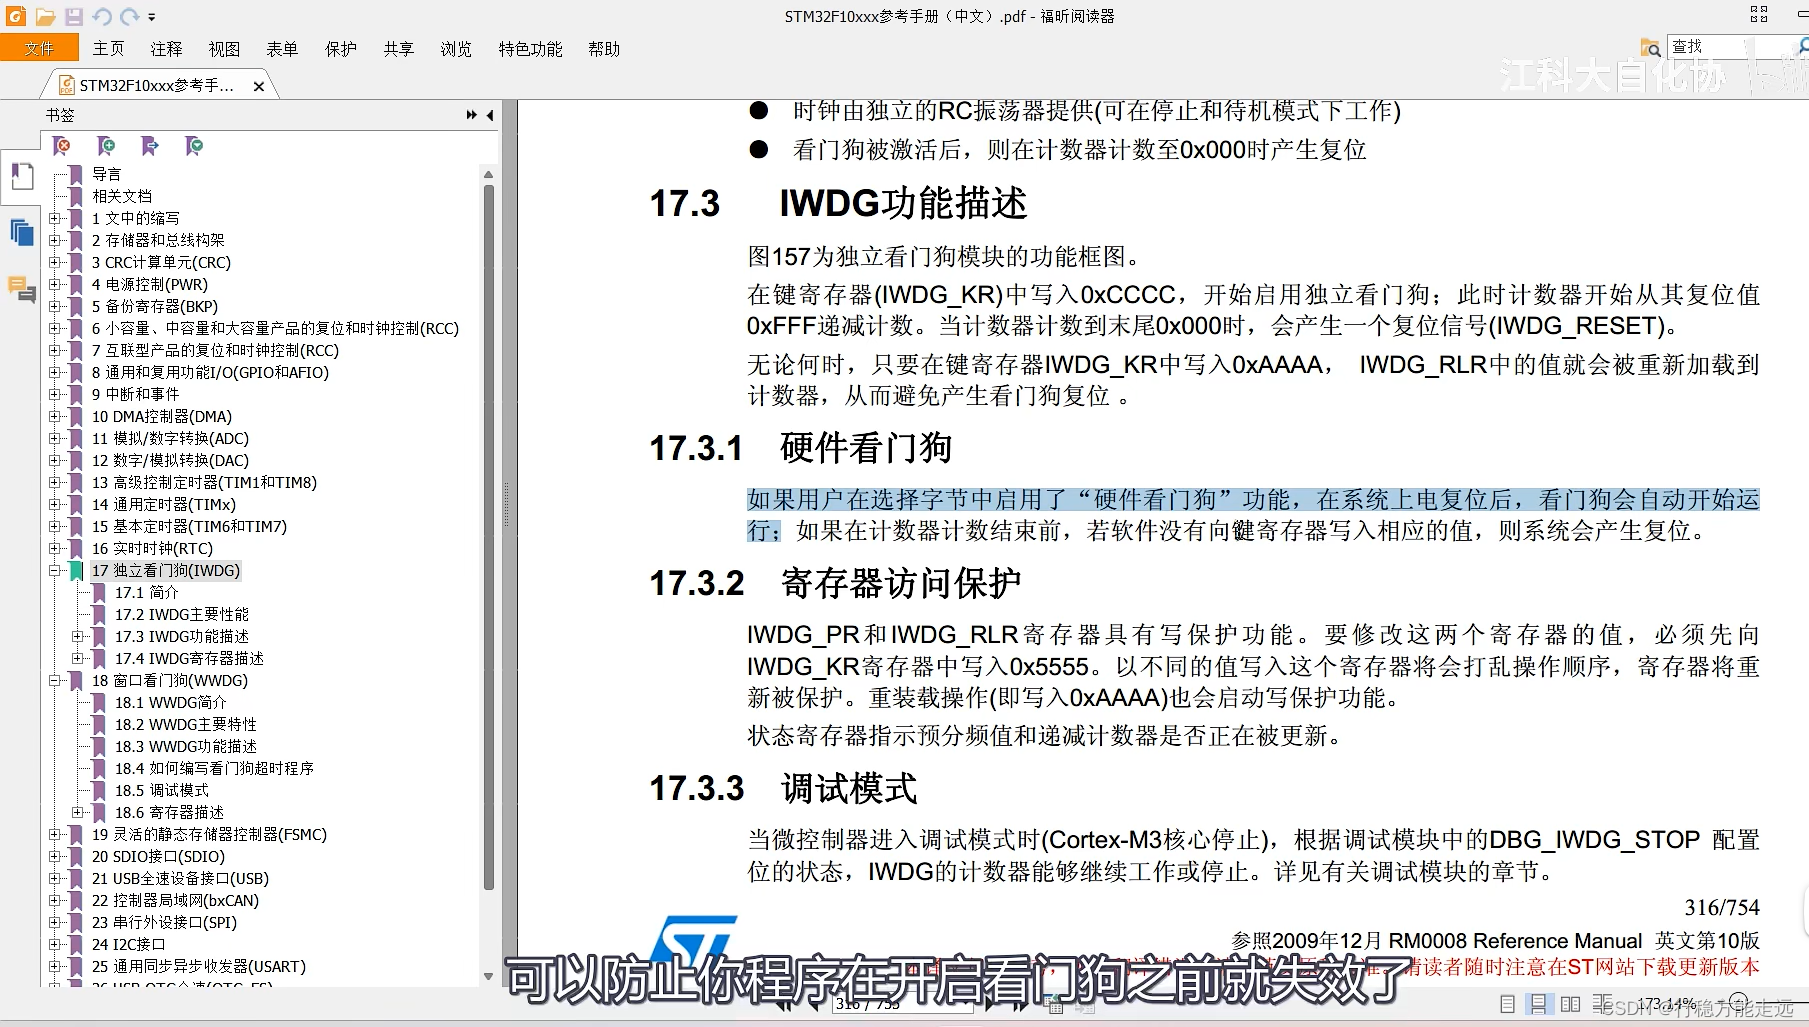 STM32F10xxx参考手册（中文）.pdf - 福昕阅读器
文件 主页 注释 视图 表单 保护 共享 浏览 特色功能 帮助
查找
江科大自化协
STM32F10xxx参考手...
书签
导言
相关文档
1 文中的缩写
2 存储器和总线构架
3 CRC计算单元(CRC)
4 电源控制(PWR)
5 备份寄存器(BKP)
6 小容量、中容量和大容量产品的复位和时钟控制(RCC)
7 互联型产品的复位和时钟控制(RCC)
8 通用和复用功能I/O(GPIO和AFIO)
9 中断和事件
10 DMA控制器(DMA)
11 模拟/数字转换(ADC)
12 数字/模拟转换(DAC)
13 高级控制定时器(TIM1和TIM8)
14 通用定时器(TIMx)
15 基本定时器(TIM6和TIM7)
16 实时时钟(RTC)
17 独立看门狗(IWDG)
17.1 简介
17.2 IWDG主要性能
17.3 IWDG功能描述
17.4 IWDG寄存器描述
18 窗口看门狗(WWDG)
18.1 WWDG简介
18.2 WWDG主要特性
18.3 WWDG功能描述
18.4 如何编写看门狗超时程序
18.5 调试模式
18.6 寄存器描述
19 灵活的静态存储器控制器(FSMC)
20 SDIO接口(SDIO)
21 USB全速设备接口(USB)
22 控制器局域网(bxCAN)
23 串行外设接口(SPI)
24 I2C接口
25 通用同步异步收发器(USART)
● 时钟由独立的RC振荡器提供(可在停止和待机模式下工作)
● 看门狗被激活后，则在计数器计数至0x000时产生复位
17.3 IWDG功能描述
图157为独立看门狗模块的功能框图。
在键寄存器(IWDG_KR)中写入0xCCCC，开始启用独立看门狗；此时计数器开始从其复位值
0xFFF递减计数。当计数器计数到末尾0x000时，会产生一个复位信号(IWDG_RESET)。
无论何时，只要在键寄存器IWDG_KR中写入0xAAAA， IWDG_RLR中的值就会被重新加载到
计数器，从而避免产生看门狗复位 。
17.3.1 硬件看门狗
如果用户在选择字节中启用了“硬件看门狗”功能，在系统上电复位后，看门狗会自动开始运
行；如果在计数器计数结束前，若软件没有向键寄存器写入相应的值，则系统会产生复位。
17.3.2 寄存器访问保护
IWDG_PR和IWDG_RLR寄存器具有写保护功能。要修改这两个寄存器的值，必须先向
IWDG_KR寄存器中写入0x5555。以不同的值写入这个寄存器将会打乱操作顺序，寄存器将重
新被保护。重装载操作(即写入0xAAAA)也会启动写保护功能。
状态寄存器指示预分频值和递减计数器是否正在被更新。
17.3.3 调试模式
当微控制器进入调试模式时(Cortex-M3核心停止)，根据调试模块中的DBG_IWDG_STOP 配置
位的状态，IWDG的计数器能够继续工作或停止。详见有关调试模块的章节。
316/754
参照2009年12月 RM0008 Reference Manual 英文第10版
请读者随时注意在ST网站下载更新版本
可以防止你程序在开启看门狗之前就失效了
316 / 755
173.14%
CSDN @行稳方能走远